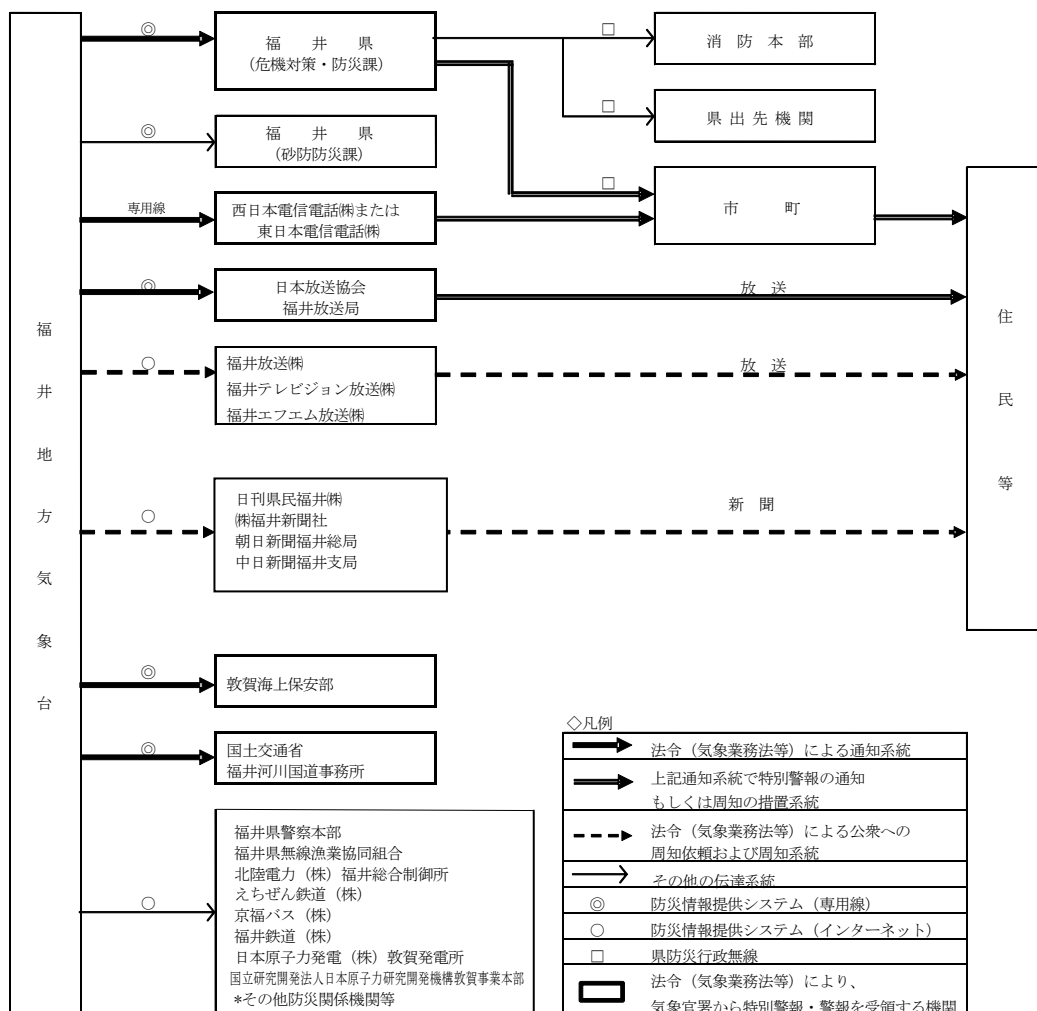 福井地方気象台
◎
福井県
(危機対策・防災課)
□
消防本部
□
県出先機関
◎
福井県
(砂防防災課)
専用線
西日本電信電話㈱または
東日本電信電話㈱
□
市町
◎
日本放送協会
福井放送局
放送
○
福井放送㈱
福井テレビジョン放送㈱
福井エフエム放送㈱
放送
住民等
○
日刊県民福井㈱
㈱福井新聞社
朝日新聞福井総局
中日新聞福井支局
新聞
◎
敦賀海上保安部
◎
国土交通省
福井河川国道事務所
○
福井県警察本部
福井県無線漁業協同組合
北陸電力（株）福井総合制御所
えちぜん鉄道（株）
京福バス（株）
福井鉄道（株）
日本原子力発電（株）敦賀発電所
国立研究開発法人日本原子力研究開発機構敦賀事業本部
*その他防災関係機関等
◇凡例
法令（気象業務法等）による通知系統
上記通知系統で特別警報の通知
もしくは周知の措置系統
法令（気象業務法等）による公衆への
周知依頼および周知系統
その他の伝達系統
◎ 防災情報提供システム（専用線）
○ 防災情報提供システム（インターネット）
□ 県防災行政無線
法令（気象業務法等）により、
気象官署から特別警報・警報を受領する機関